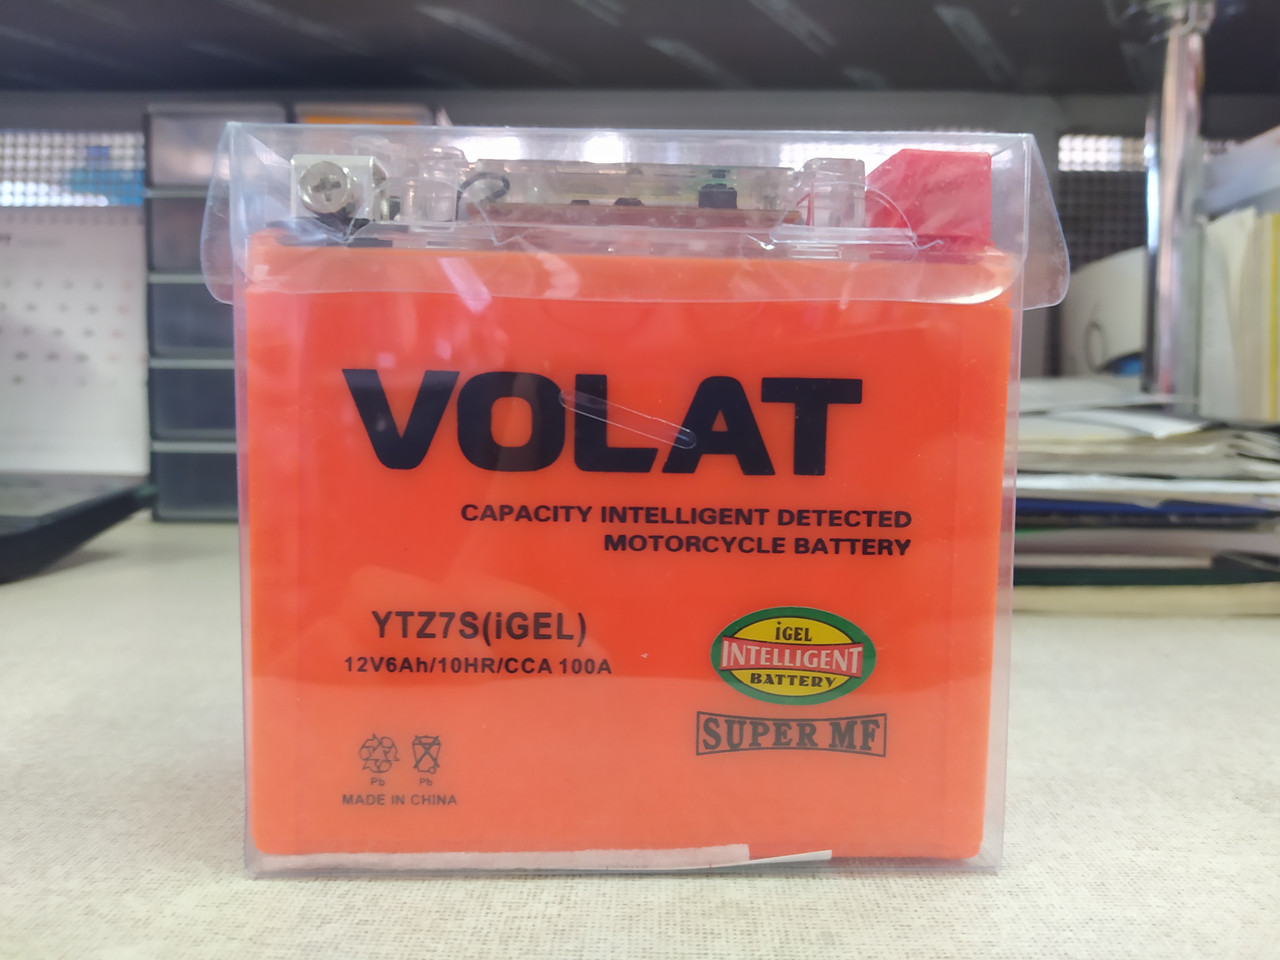 VOLAT
CAPACITY INTELLIGENT DETECTED
MOTORCYCLE BATTERY
YTZ7S(iGEL)
12V6Ah/10HR/CCA 100A
iGEL
INTELLIGENT
BATTERY
SUPER MF
Pb Pb
MADE IN CHINA